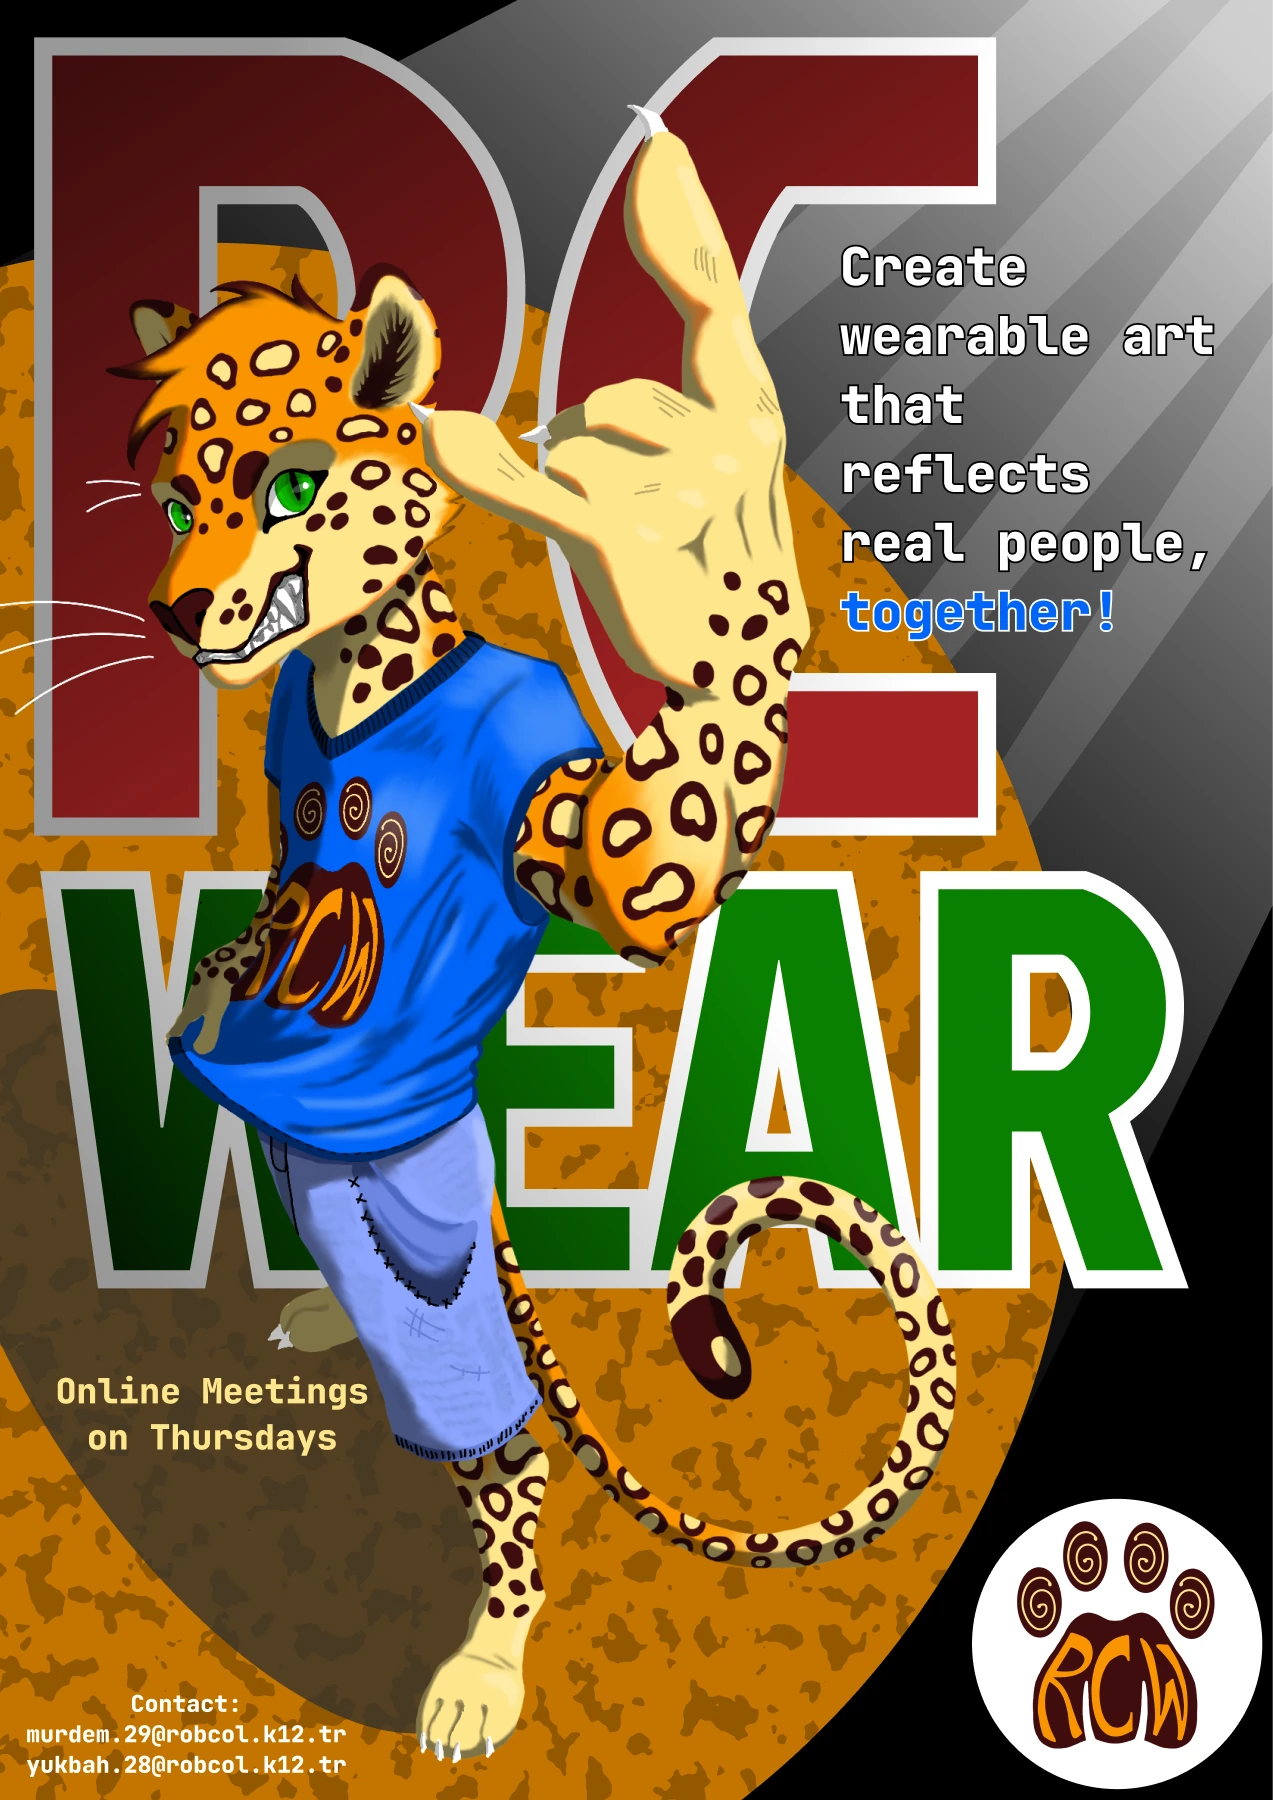 RC
WEAR
Create
wearable art
that
reflects
real people,
together!
RCW
Online Meetings
on Thursdays
Contact:
murdem.29@robcol.k12.tr
yukbah.28@robcol.k12.tr
RCW